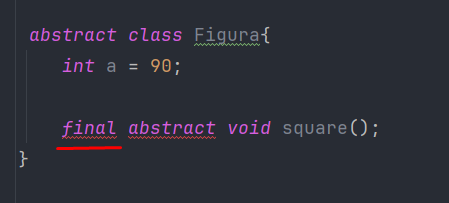 abstract class Figura{
int a = 90;
final abstract void square();
}